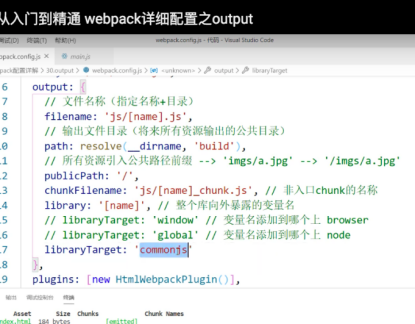 从入门到精通 webpack详细配置之output
终端(T) 帮助(H) webpack.config.js - 代码 - Visual Studio Code
webpack.config.js × main.js
webpack配置详解 > 30.output > webpack.config.js > <unknown> > output > libraryTarget
6 output: {
7 // 文件名称（指定名称+目录）
8 filename: 'js/[name].js',
9 // 输出文件目录（将来所有资源输出的公共目录）
10 path: resolve(__dirname, 'build'),
11 // 所有资源引入公共路径前缀 --> 'imgs/a.jpg' --> '/imgs/a.jpg'
12 publicPath: '/',
13 chunkFilename: 'js/[name]_chunk.js', // 非入口chunk的名称
14 library: '[name]', // 整个库向外暴露的变量名
15 // libraryTarget: 'window' // 变量名添加到哪个上 browser
16 // libraryTarget: 'global' // 变量名添加到哪个上 node
17 libraryTarget: 'commonjs'
18 },
19 plugins: [new HtmlWebpackPlugin()],
输出 调试控制台 终端
Asset Size Chunks Chunk Names
index.html 184 bytes [emitted]